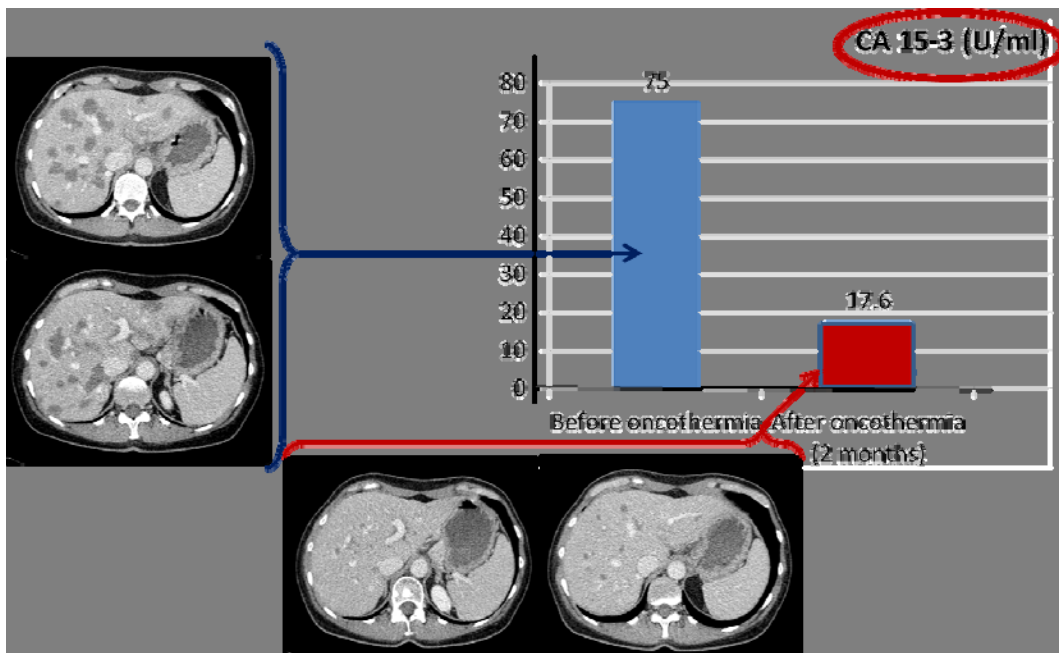 CA 15-3 (U/ml)
80
70
60
50
40
30
20
10
0
75
17.6
Before oncothermia
After oncothermia
(2 months)